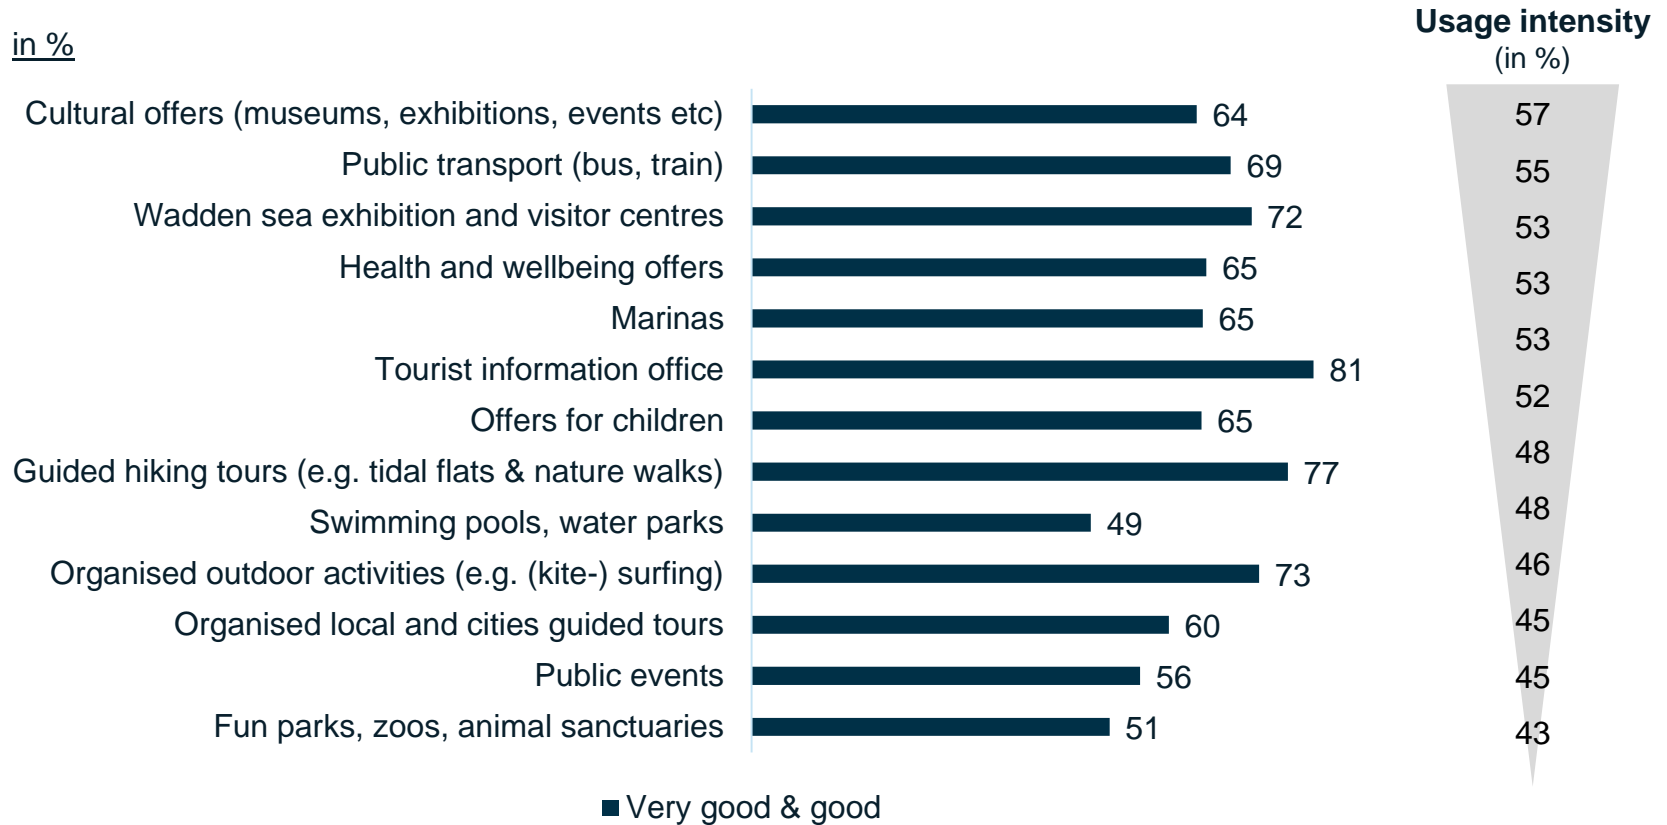 Usage intensity
(in %)
in %
Cultural offers (museums, exhibitions, events etc) 64 57
Public transport (bus, train) 69 55
Wadden sea exhibition and visitor centres 72 53
Health and wellbeing offers 65 53
Marinas 65 53
Tourist information office 81 52
Offers for children 65 48
Guided hiking tours (e.g. tidal flats & nature walks) 77 48
Swimming pools, water parks 49 46
Organised outdoor activities (e.g. (kite-) surfing) 73 45
Organised local and cities guided tours 60 45
Public events 56 43
Fun parks, zoos, animal sanctuaries 51
Very good & good